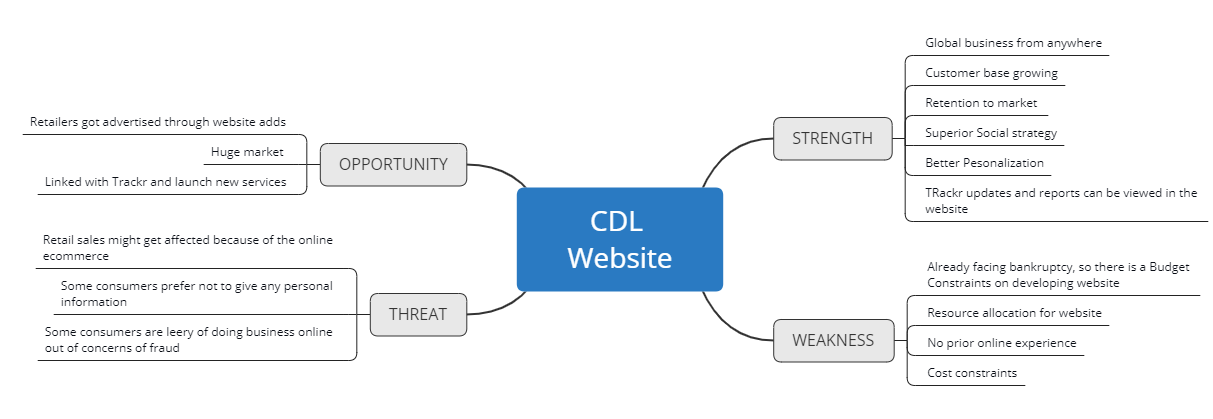 CDL
Website
OPPORTUNITY
Retailers got advertised through website adds
Huge market
Linked with Trackr and launch new services
THREAT
Retail sales might get affected because of the online
ecommerce
Some consumers prefer not to give any personal
information
Some consumers are leery of doing business online
out of concerns of fraud
STRENGTH
Global business from anywhere
Customer base growing
Retention to market
Superior Social strategy
Better Pesonalization
TRackr updates and reports can be viewed in the
website
WEAKNESS
Already facing bankruptcy, so there is a Budget
Constraints on developing website
Resource allocation for website
No prior online experience
Cost constraints